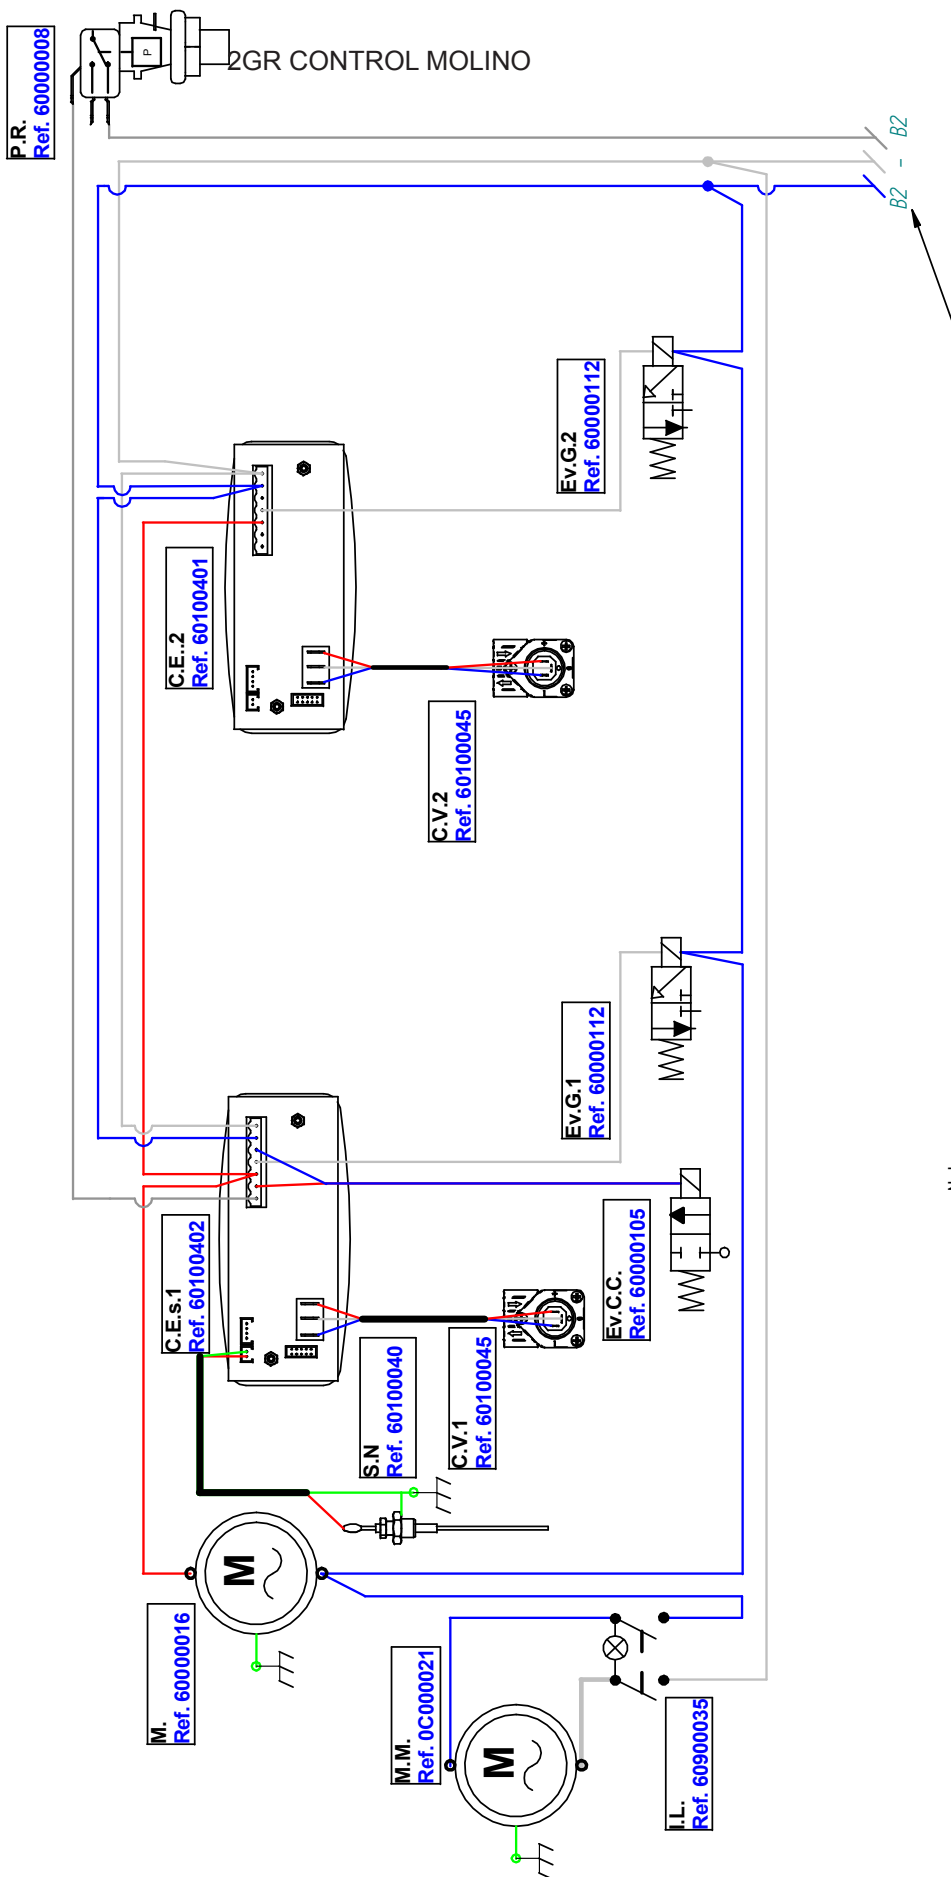 2GR CONTROL MOLINO
P.R.
Ref. 60000008
P
B2
-
B2
Ev.G.2
Ref. 60000112
C.E..2
Ref. 60100401
C.V.2
Ref. 60100045
Ev.G.1
Ref. 60000112
C.E.s.1
Ref. 60100402
Ev.C.C.
Ref. 60000105
S.N
Ref. 60100040
C.V.1
Ref. 60100045
M
M.
Ref. 60000016
M.M.
Ref. 0C000021
M
I.L.
Ref. 60900035